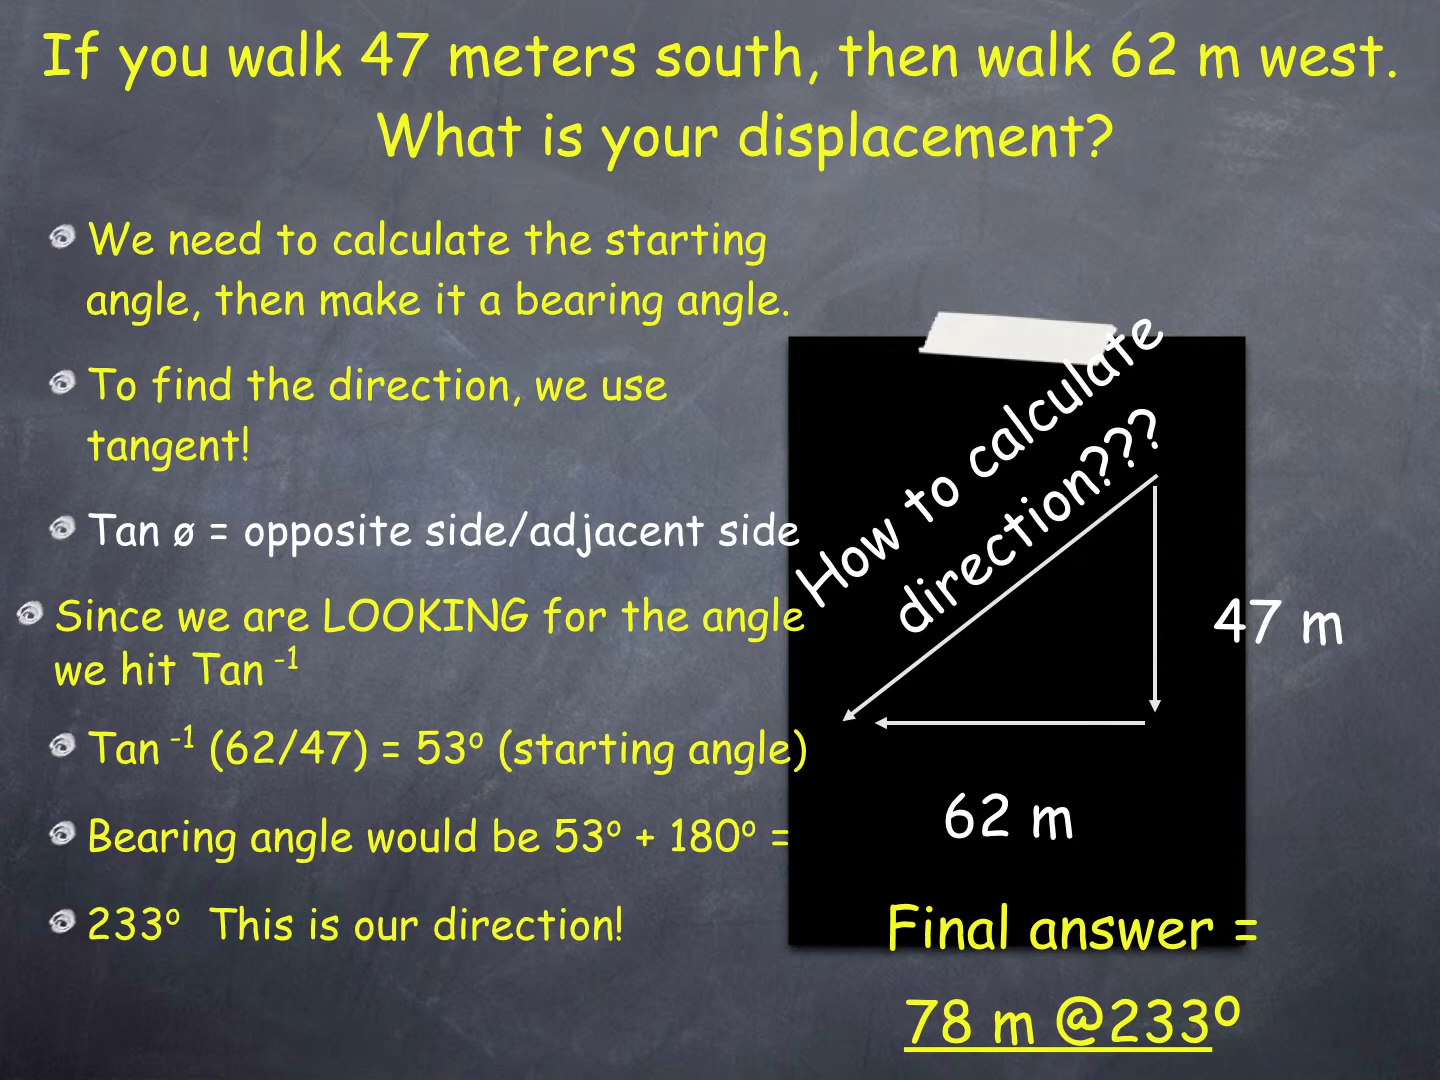 If you walk 47 meters south, then walk 62 m west.
What is your displacement?
We need to calculate the starting
angle, then make it a bearing angle.
To find the direction, we use
tangent!
Tan ø = opposite side/adjacent side
Since we are LOOKING for the angle
we hit Tan ⁻¹
Tan ⁻¹ (62/47) = 53º (starting angle)
Bearing angle would be 53º + 180º =
233º This is our direction!
How to calculate
direction???
47 m
62 m
Final answer =
78 m @233º